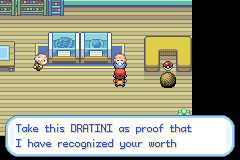 Take this DRATINI as proof that
I have recognized your worth